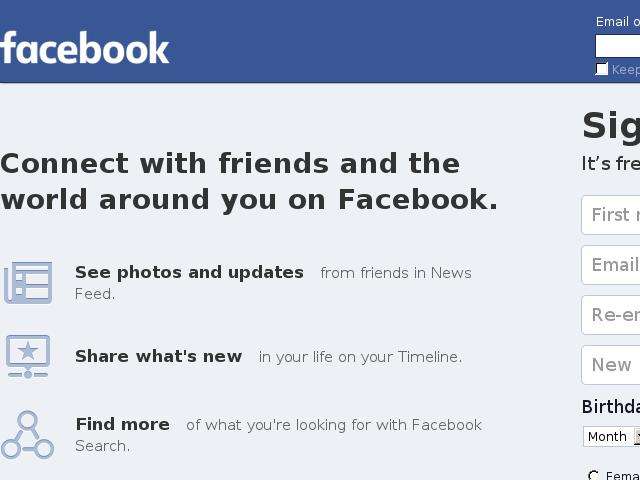 facebook
Email o
Keep
Connect with friends and the
world around you on Facebook.
See photos and updates from friends in News
Feed.
Share what's new in your life on your Timeline.
Find more of what you're looking for with Facebook
Search.
Sig
It’s fre
First n
Email
Re-en
New
Birthda
Month
Fema